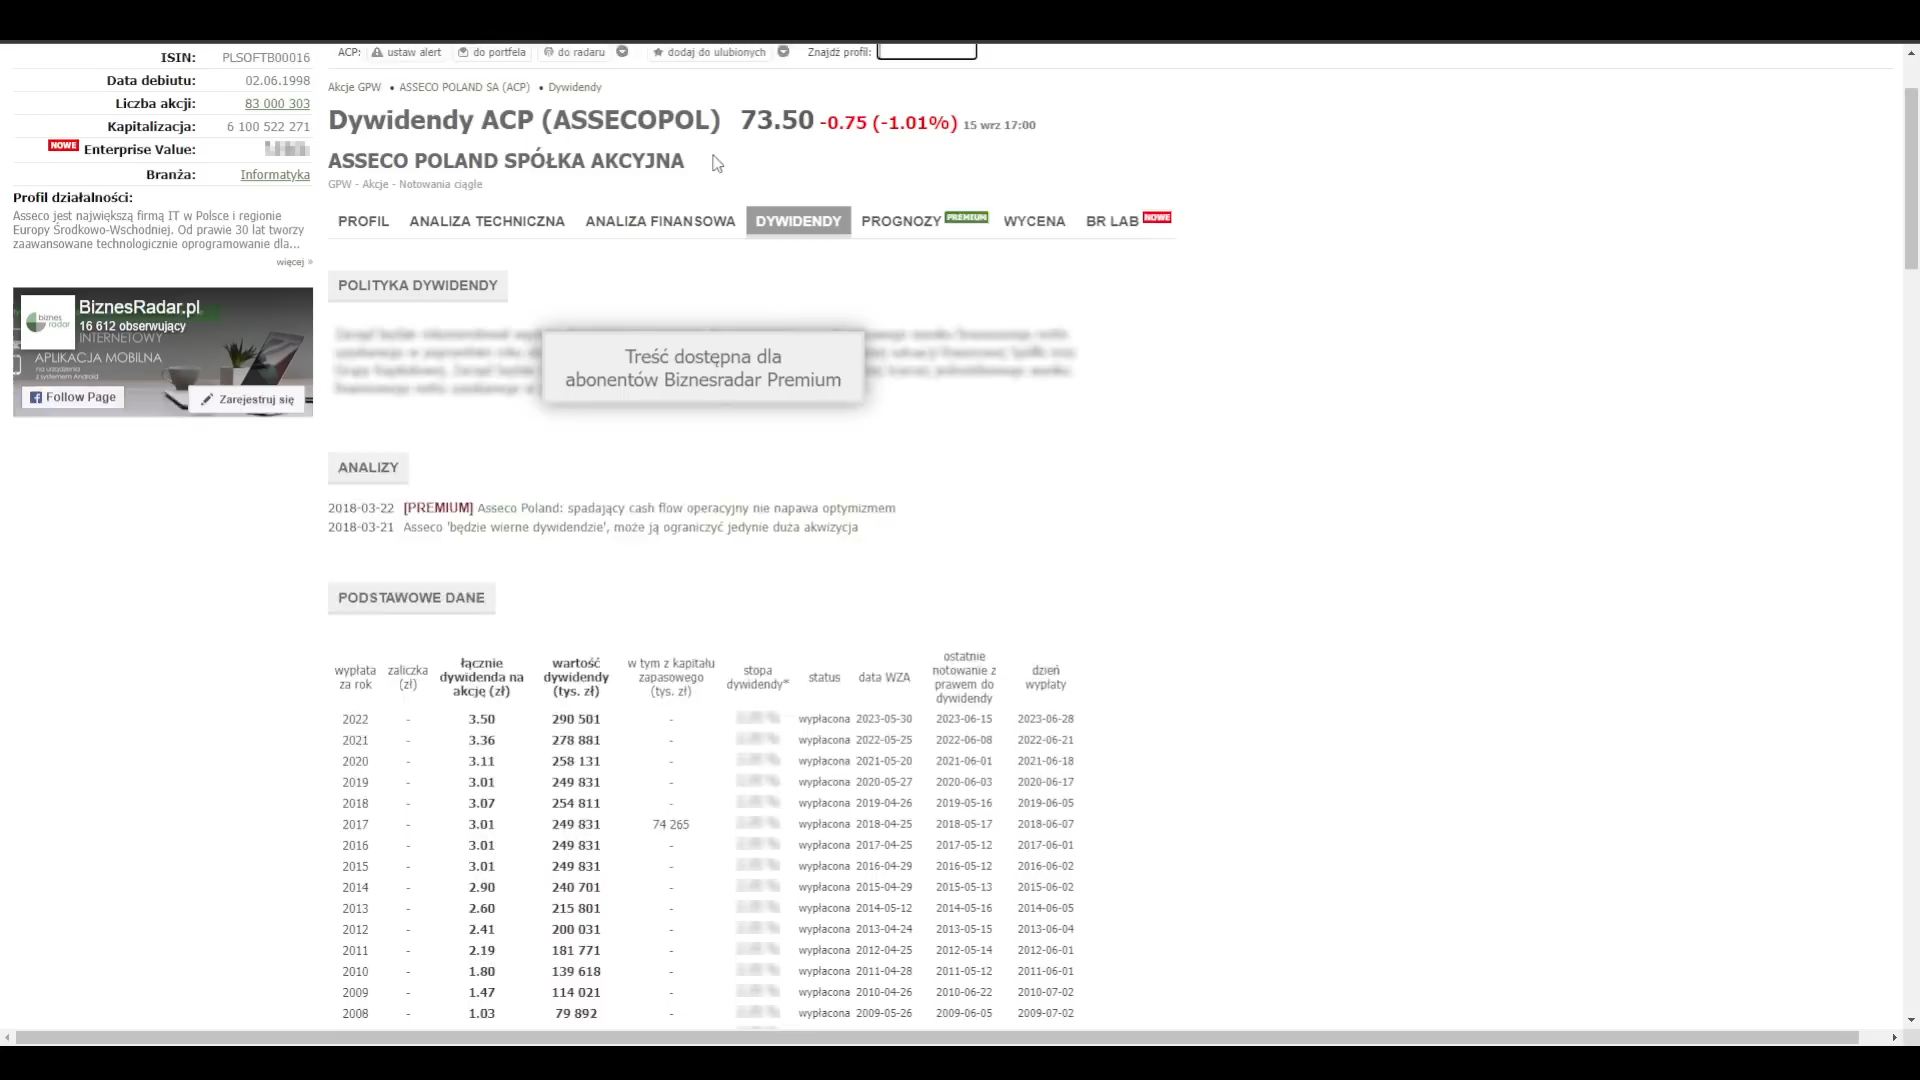 ISIN: PLSOFTB00016
Data debiutu: 02.06.1998
Liczba akcji: 83 000 303
Kapitalizacja: 6 100 522 271
NOWE Enterprise Value:
Branża: Informatyka
Profil działalności:
Asseco jest największą firmą IT w Polsce i regionie
Europy Środkowo-Wschodniej. Od prawie 30 lat tworzy
zaawansowane technologicznie oprogramowanie dla...
więcej »
biznes radar
BiznesRadar.pl
16 612 obserwujący
INTERNETOWY
APLIKACJA MOBILNA
na urządzenia
z systemem Android
Follow Page
Zarejestruj się
ACP: ustaw alert do portfela do radaru dodaj do ulubionych Znajdź profil:
Akcje GPW • ASSECO POLAND SA (ACP) • Dywidendy
Dywidendy ACP (ASSECOPOL) 73.50 -0.75 (-1.01%) 15 wrz 17:00
ASSECO POLAND SPÓŁKA AKCYJNA
GPW - Akcje - Notowania ciągłe
PROFIL ANALIZA TECHNICZNA ANALIZA FINANSOWA DYWIDENDY PROGNOZY PREMIUM WYCENA BR LAB NOWE
POLITYKA DYWIDENDY
Treść dostępna dla
abonentów Biznesradar Premium
ANALIZY
2018-03-22 [PREMIUM] Asseco Poland: spadający cash flow operacyjny nie napawa optymizmem
2018-03-21 Asseco 'będzie wierne dywidendzie', może ją ograniczyć jedynie duża akwizycja
PODSTAWOWE DANE
wypłata za rok zaliczka (zł) łącznie dywidenda na akcję (zł) wartość dywidendy (tys. zł) w tym z kapitału zapasowego (tys. zł) stopa dywidendy* status data WZA ostatnie notowanie z prawem do dywidendy dzień wypłaty
2022 - 3.50 290 501 - wypłacona 2023-05-30 2023-06-15 2023-06-28
2021 - 3.36 278 881 - wypłacona 2022-05-25 2022-06-08 2022-06-21
2020 - 3.11 258 131 - wypłacona 2021-05-20 2021-06-01 2021-06-18
2019 - 3.01 249 831 - wypłacona 2020-05-27 2020-06-03 2020-06-17
2018 - 3.07 254 811 - wypłacona 2019-04-26 2019-05-16 2019-06-05
2017 - 3.01 249 831 74 265 wypłacona 2018-04-25 2018-05-17 2018-06-07
2016 - 3.01 249 831 - wypłacona 2017-04-25 2017-05-12 2017-06-01
2015 - 3.01 249 831 - wypłacona 2016-04-29 2016-05-12 2016-06-02
2014 - 2.90 240 701 - wypłacona 2015-04-29 2015-05-13 2015-06-02
2013 - 2.60 215 801 - wypłacona 2014-05-12 2014-05-16 2014-06-05
2012 - 2.41 200 031 - wypłacona 2013-04-24 2013-05-15 2013-06-04
2011 - 2.19 181 771 - wypłacona 2012-04-25 2012-05-14 2012-06-01
2010 - 1.80 139 618 - wypłacona 2011-04-28 2011-05-12 2011-06-01
2009 - 1.47 114 021 - wypłacona 2010-04-26 2010-06-22 2010-07-02
2008 - 1.03 79 892 - wypłacona 2009-05-26 2009-06-05 2009-07-02